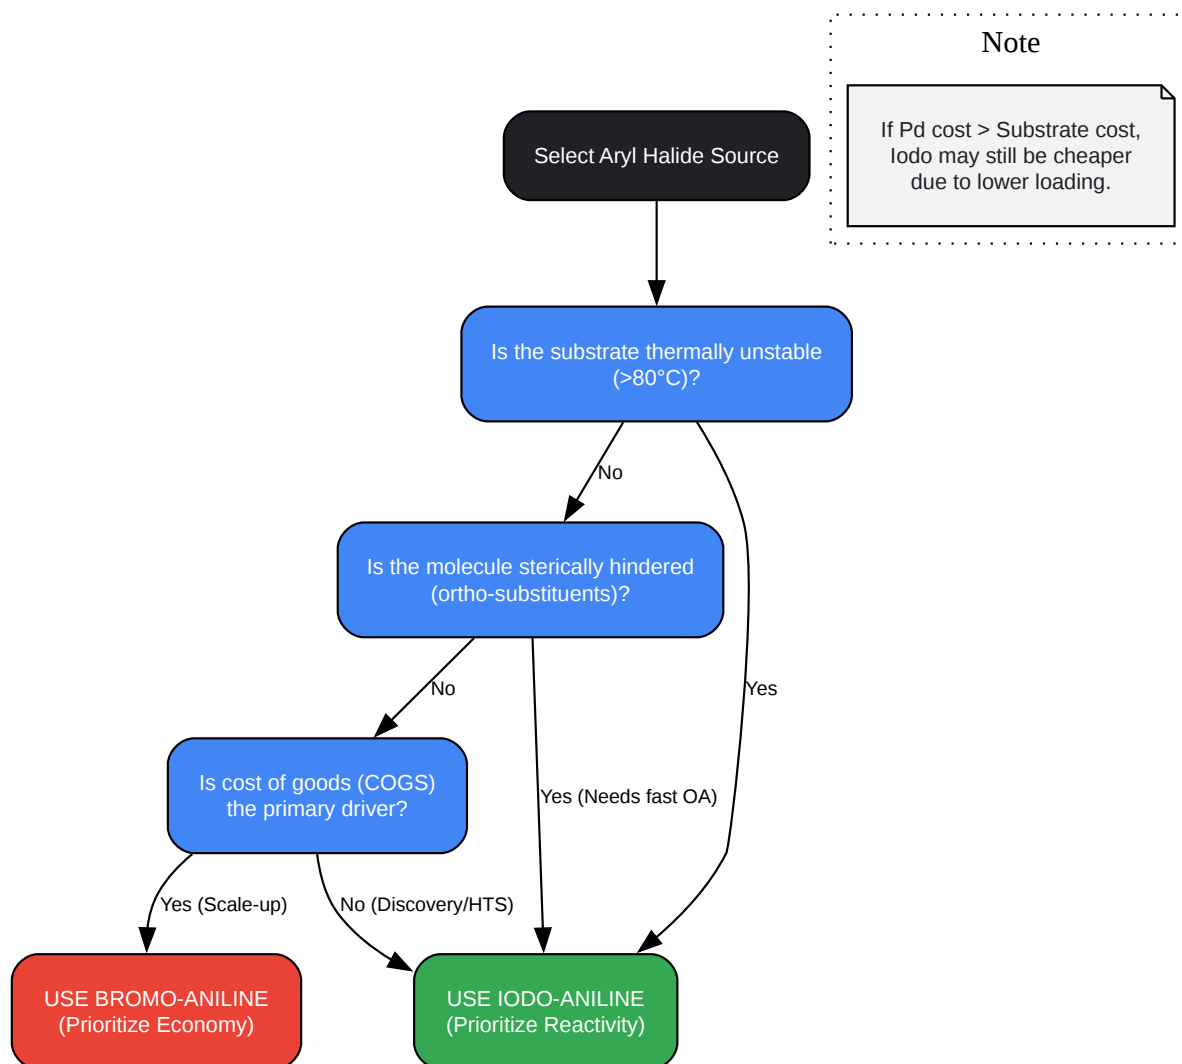 Note
If Pd cost > Substrate cost,
Iodo may still be cheaper
due to lower loading.
Select Aryl Halide Source
Is the substrate thermally unstable
(>80°C)?
No
Is the molecule sterically hindered
(ortho-substituents)?
No
Yes
Is cost of goods (COGS)
the primary driver?
Yes (Needs fast OA)
Yes (Scale-up)
No (Discovery/HTS)
USE BROMO-ANILINE
(Prioritize Economy)
USE IODO-ANILINE
(Prioritize Reactivity)